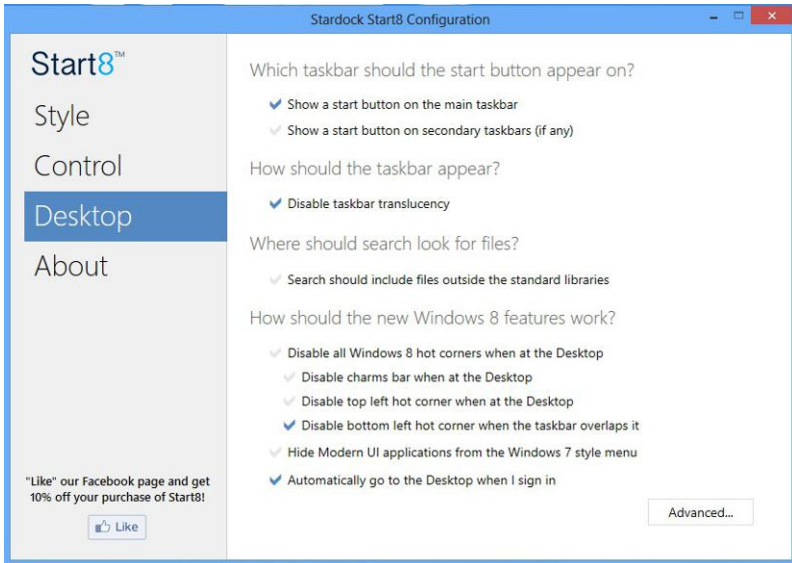 Stardock Start8 Configuration
Start8™
Style
Control
Desktop
About
"Like" our Facebook page and get
10% off your purchase of Start8!
Like
Which taskbar should the start button appear on?
Show a start button on the main taskbar
Show a start button on secondary taskbars (if any)
How should the taskbar appear?
Disable taskbar translucency
Where should search look for files?
Search should include files outside the standard libraries
How should the new Windows 8 features work?
Disable all Windows 8 hot corners when at the Desktop
Disable charms bar when at the Desktop
Disable top left hot corner when at the Desktop
Disable bottom left hot corner when the taskbar overlaps it
Hide Modern UI applications from the Windows 7 style menu
Automatically go to the Desktop when I sign in
Advanced...